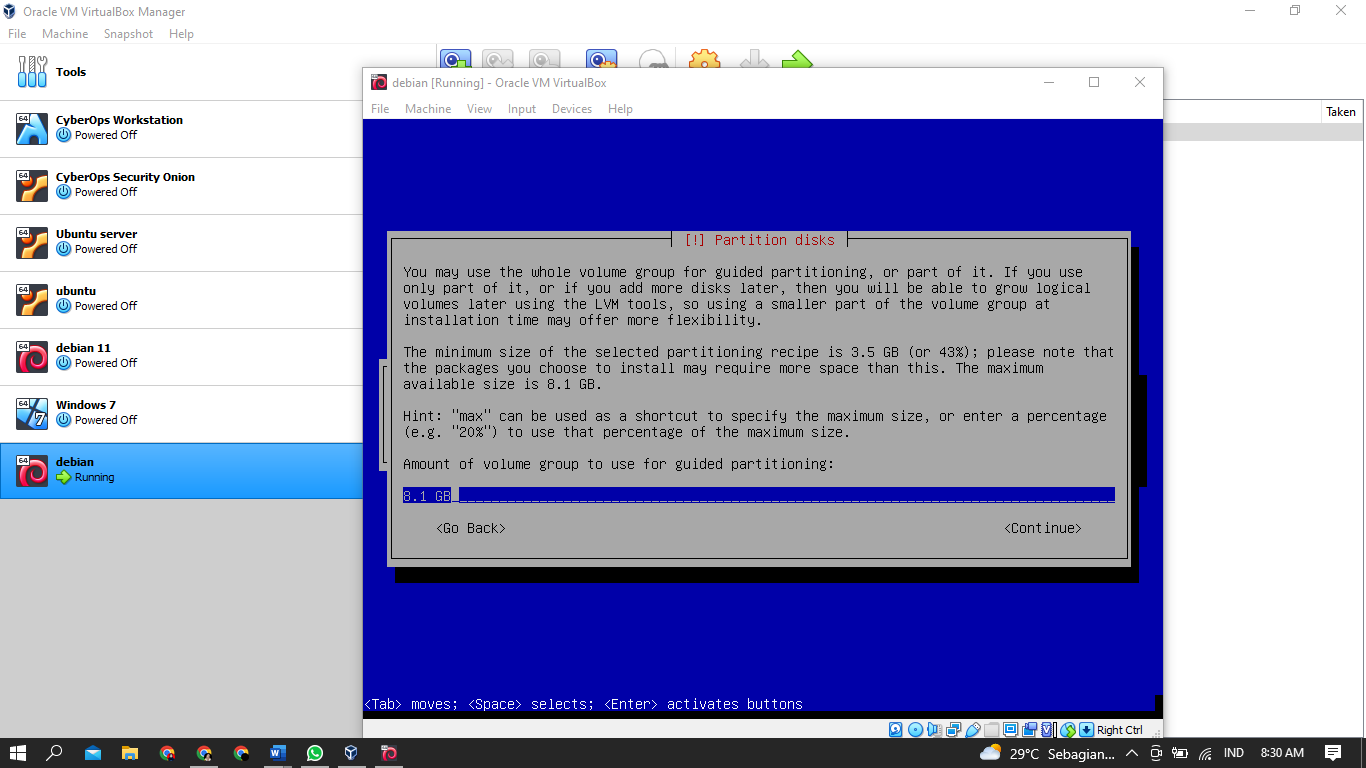 Oracle VM VirtualBox Manager
File Machine Snapshot Help
Tools
64
CyberOps Workstation
Powered Off
64
CyberOps Security Onion
Powered Off
64
Ubuntu server
Powered Off
64
ubuntu
Powered Off
64
debian 11
Powered Off
64
7
Windows 7
Powered Off
64
debian
Running
Taken
debian [Running] - Oracle VM VirtualBox
File Machine View Input Devices Help
[!] Partition disks
You may use the whole volume group for guided partitioning, or part of it. If you use
only part of it, or if you add more disks later, then you will be able to grow logical
volumes later using the LVM tools, so using a smaller part of the volume group at
installation time may offer more flexibility.
The minimum size of the selected partitioning recipe is 3.5 GB (or 43%); please note that
the packages you choose to install may require more space than this. The maximum
available size is 8.1 GB.
Hint: "max" can be used as a shortcut to specify the maximum size, or enter a percentage
(e.g. "20%") to use that percentage of the maximum size.
Amount of volume group to use for guided partitioning:
8.1 GB
<Go Back> <Continue>
<Tab> moves; <Space> selects; <Enter> activates buttons
Right Ctrl
29°C Sebagian... IND 8:30 AM